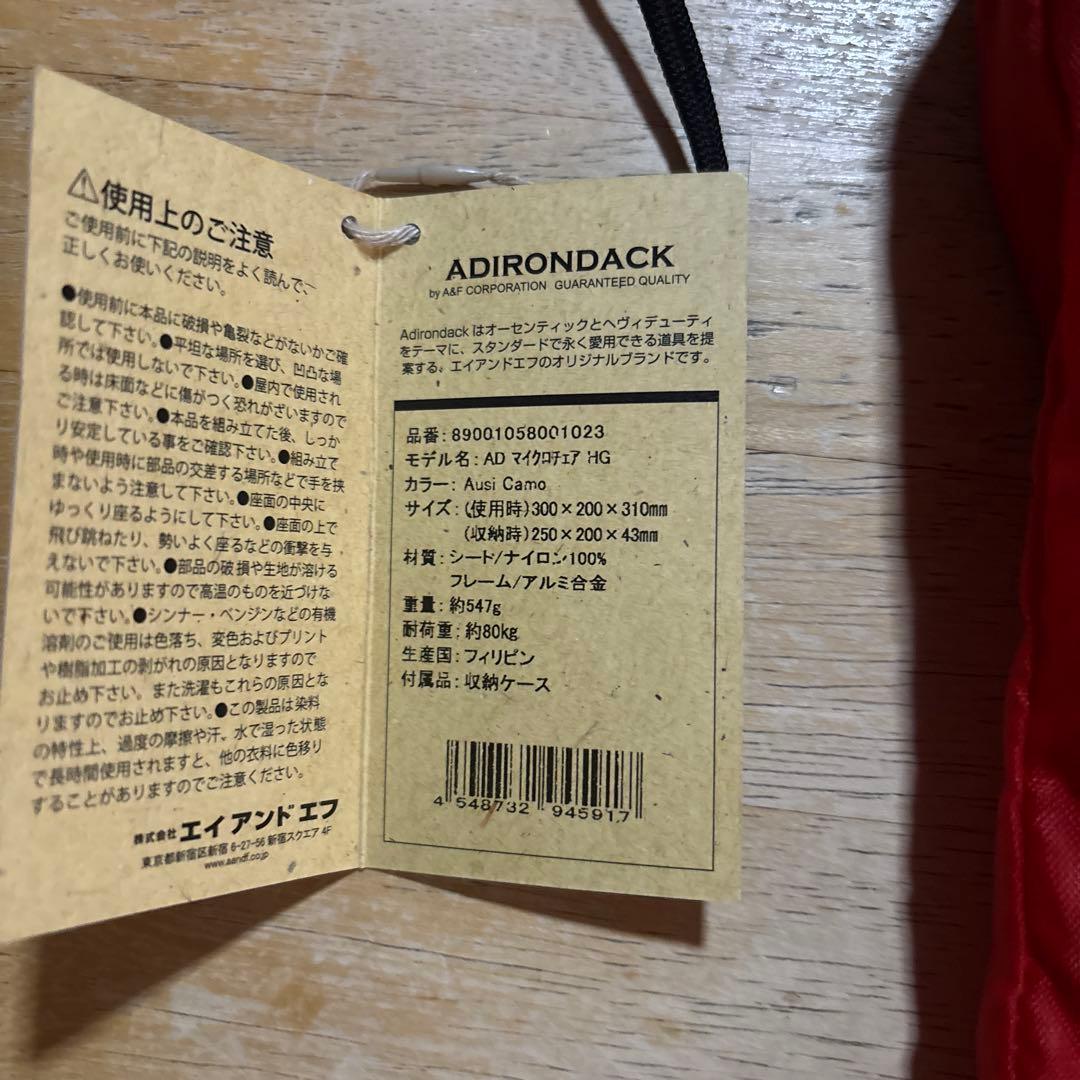 ⚠使用上のご注意
ご使用前に下記の説明をよく読んで、
正しくお使いください。
●使用前に本品に破損や亀裂などがないかご確
認して下さい。●平坦な場所を選び、凹凸な場
所では使用しないで下さい。●屋内で使用され
る時は床面などに傷がつく恐れがざいますので
ご注意下さい。●本品を組み立てた後、しっか
り安定している事をご確認下さい。●組み立て
時や使用時に部品の交差する場所などで手を挟
まないよう注意して下さい。●座面の中央に
ゆっくり座るようにして下さい。●座面の上で
飛び跳ねたり、勢いよく座るなどの衝撃を与
えないで下さい。●部品の破損や生地が溶ける
可能性がありますので高温のものを近づけな
いで下さい。●シンナー・ベンジンなどの有機
溶剤のご使用は色落ち、変色およびプリント
や樹脂加工の剥がれの原因となりますので
お止め下さい。また洗濯もこれらの原因とな
りますのでお止め下さい。●この製品は染料
の特性上、過度の摩擦や汗、水で湿った状態
で長時間使用されますと、他の衣料に色移り
することがありますのでご注意ください。
株式会社 エイ アンド エフ
東京都新宿区新宿 6-27-56 新宿スクエア 4F
www.aandf.co.jp
ADIRONDACK
by A&F CORPORATION GUARANTEED QUALITY
Adirondack はオーセンティックとヘヴィデューティ
をテーマに、スタンダードで永く愛用できる道具を提
案する、エイアンドエフのオリジナルブランドです。
品番：89001058001023
モデル名：AD マイクロチェア HG
カラー：Ausi Camo
サイズ：(使用時)300×200×310mm
(収納時)250×200×43mm
材質：シード/ナイロン100%
フレーム/アルミ合金
重量：約547g
耐荷重：約80kg
生産国：フィリピン
付属品：収納ケース
4 548732 945917